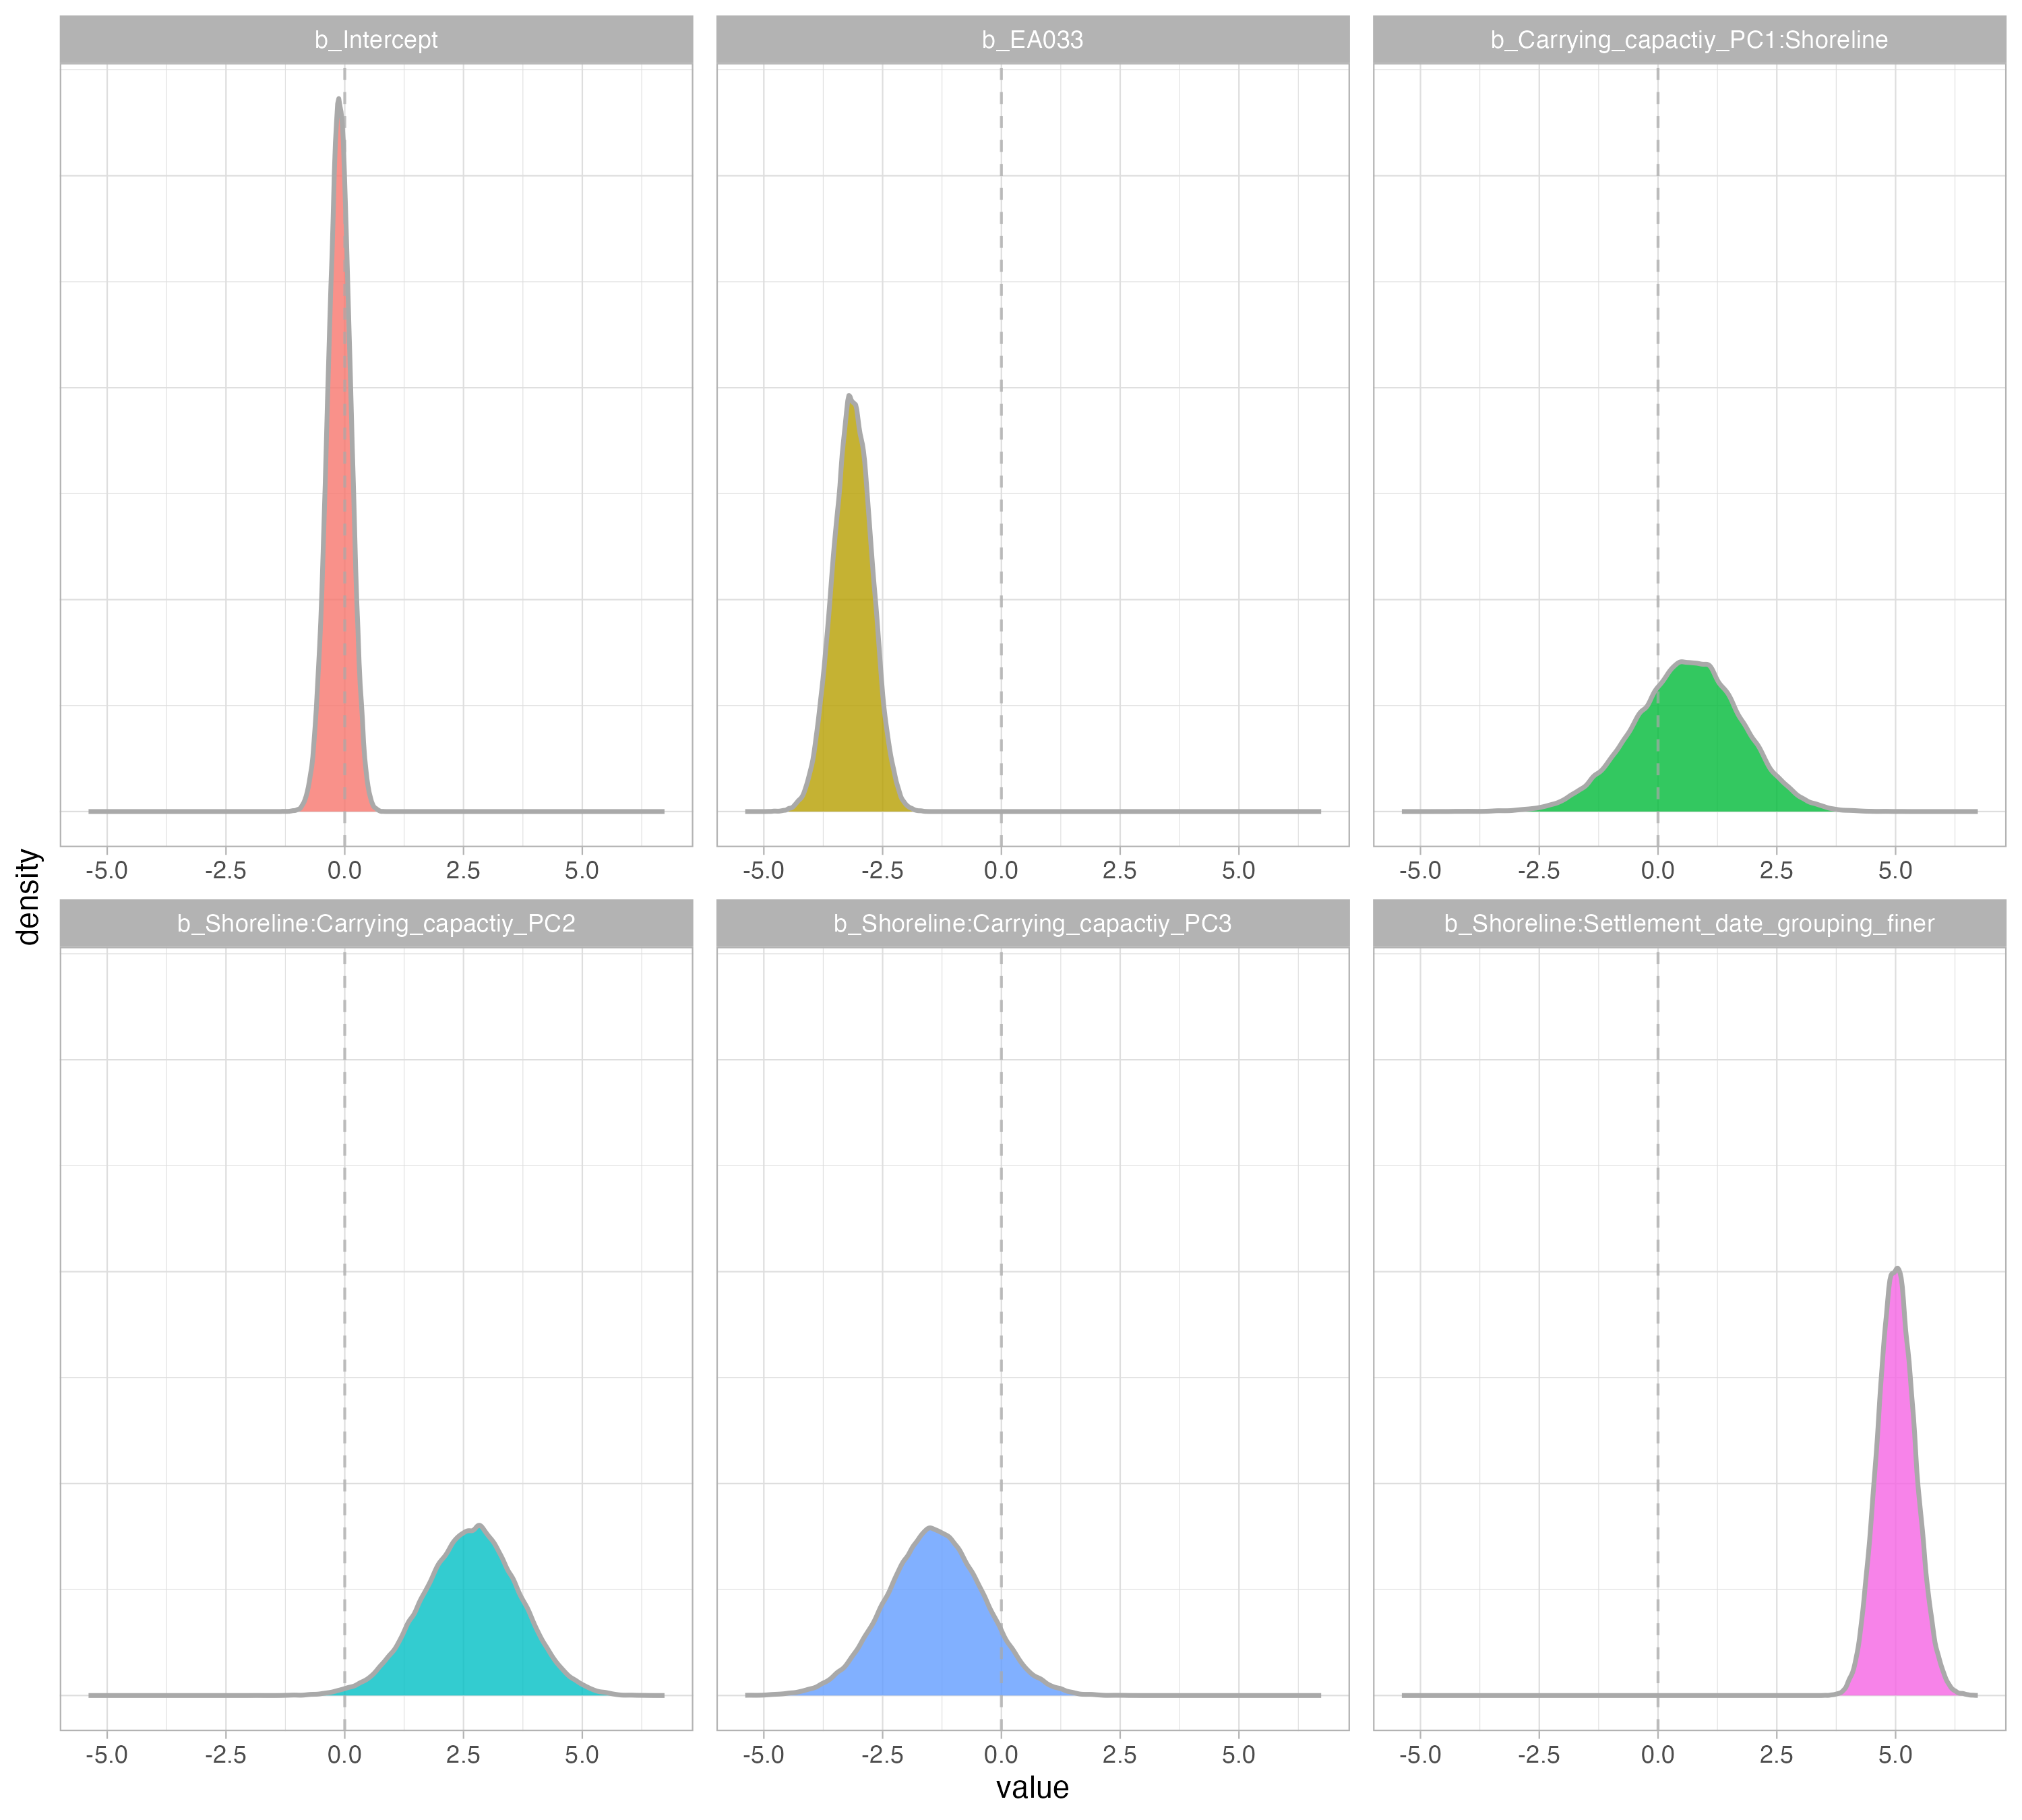 b_Intercept b_EA033 b_Carrying_capactiy_PC1:Shoreline
-5.0 -2.5 0.0 2.5 5.0 -5.0 -2.5 0.0 2.5 5.0 -5.0 -2.5 0.0 2.5 5.0
density
b_Shoreline:Carrying_capactiy_PC2 b_Shoreline:Carrying_capactiy_PC3 b_Shoreline:Settlement_date_grouping_finer
-5.0 -2.5 0.0 2.5 5.0 -5.0 -2.5 0.0 2.5 5.0 -5.0 -2.5 0.0 2.5 5.0
value